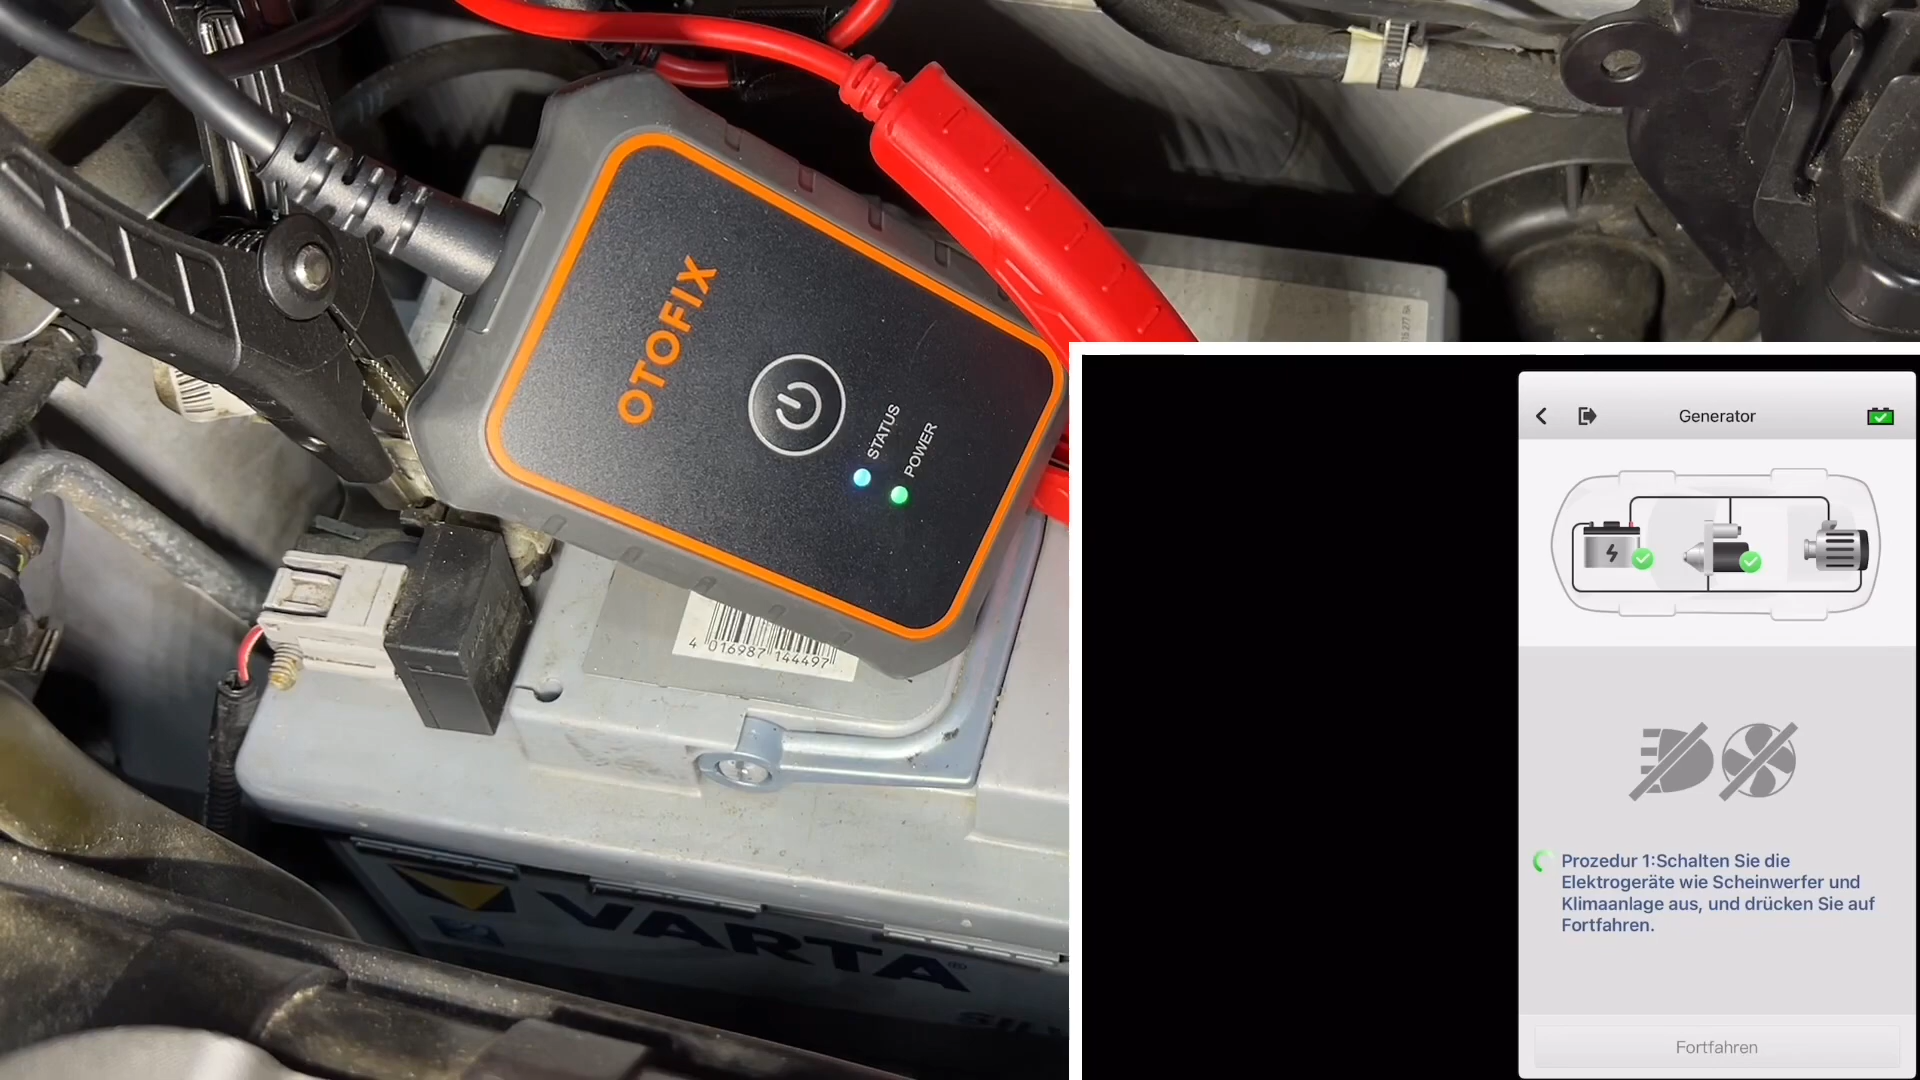 OTOFIX
STATUS
POWER
4 016987 144497
VARTA®
Generator
Prozedur 1:Schalten Sie die
Elektrogeräte wie Scheinwerfer und
Klimaanlage aus, und drücken Sie auf
Fortfahren.
Fortfahren